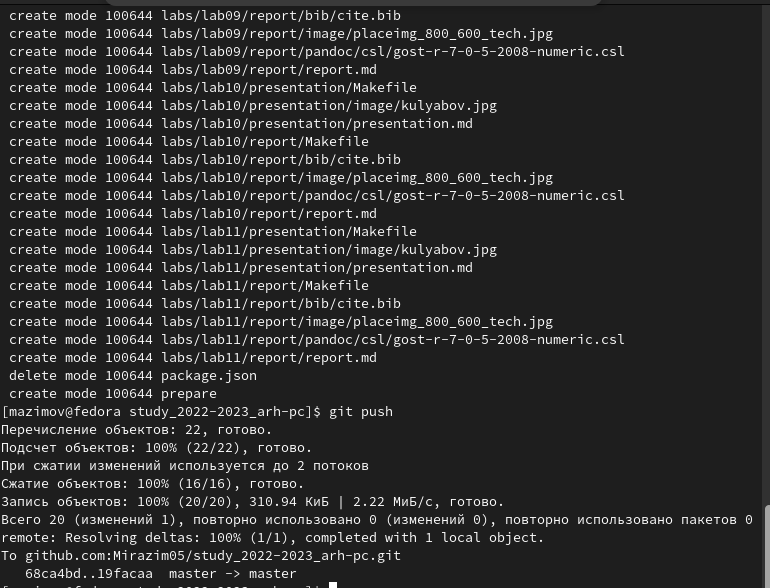 create mode 100644 labs/lab09/report/bib/cite.bib
create mode 100644 labs/lab09/report/image/placeimg_800_600_tech.jpg
create mode 100644 labs/lab09/report/pandoc/csl/gost-r-7-0-5-2008-numeric.csl
create mode 100644 labs/lab09/report/report.md
create mode 100644 labs/lab10/presentation/Makefile
create mode 100644 labs/lab10/presentation/image/kulyabov.jpg
create mode 100644 labs/lab10/presentation/presentation.md
create mode 100644 labs/lab10/report/Makefile
create mode 100644 labs/lab10/report/bib/cite.bib
create mode 100644 labs/lab10/report/image/placeimg_800_600_tech.jpg
create mode 100644 labs/lab10/report/pandoc/csl/gost-r-7-0-5-2008-numeric.csl
create mode 100644 labs/lab10/report/report.md
create mode 100644 labs/lab11/presentation/Makefile
create mode 100644 labs/lab11/presentation/image/kulyabov.jpg
create mode 100644 labs/lab11/presentation/presentation.md
create mode 100644 labs/lab11/report/Makefile
create mode 100644 labs/lab11/report/bib/cite.bib
create mode 100644 labs/lab11/report/image/placeimg_800_600_tech.jpg
create mode 100644 labs/lab11/report/pandoc/csl/gost-r-7-0-5-2008-numeric.csl
create mode 100644 labs/lab11/report/report.md
delete mode 100644 package.json
create mode 100644 prepare
[mazimov@fedora study_2022-2023_arh-pc]$ git push
Перечисление объектов: 22, готово.
Подсчет объектов: 100% (22/22), готово.
При сжатии изменений используется до 2 потоков
Сжатие объектов: 100% (16/16), готово.
Запись объектов: 100% (20/20), 310.94 КиБ | 2.22 МиБ/с, готово.
Всего 20 (изменений 1), повторно использовано 0 (изменений 0), повторно использовано пакетов 0
remote: Resolving deltas: 100% (1/1), completed with 1 local object.
To github.com:Mirazim05/study_2022-2023_arh-pc.git
68ca4bd..19facaa  master -> master